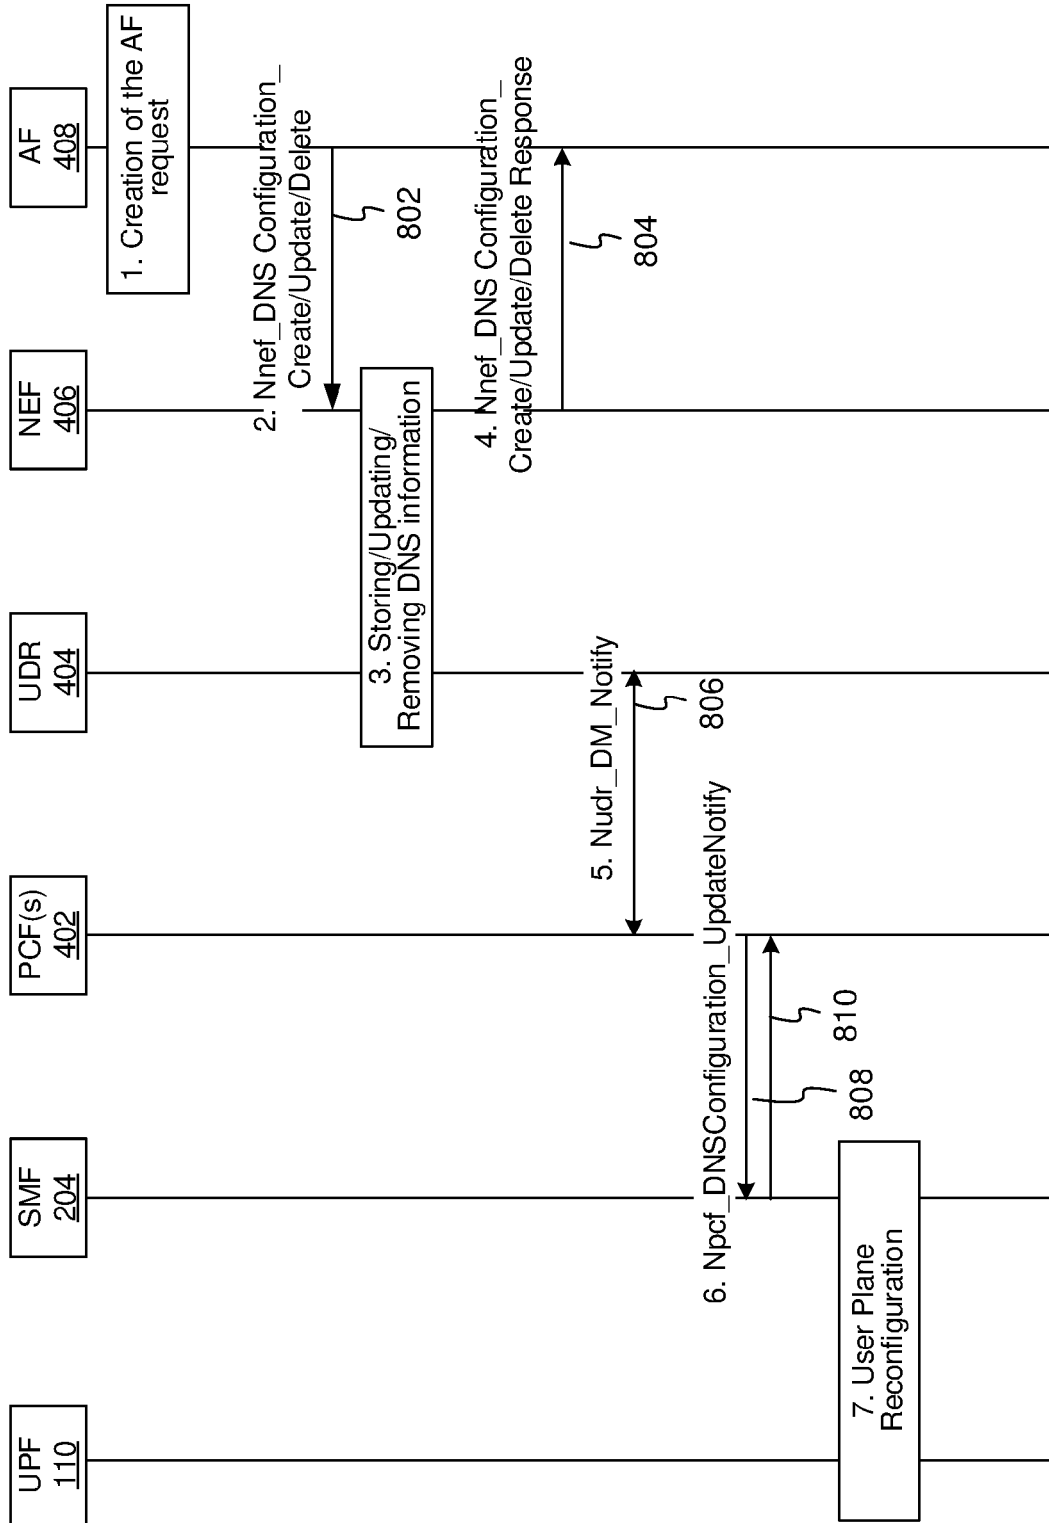 UPF
110
SMF
204
PCF(s)
402
UDR
404
NEF
406
AF
408
1. Creation of the AF
request
2. Nnef_DNS Configuration_
Create/Update/Delete
802
3. Storing/Updating/
Removing DNS information
4. Nnef_DNS Configuration_
Create/Update/Delete Response
804
5. Nudr_DM_Notify
806
6. Npcf_DNSConfiguration_UpdateNotify
808
810
7. User Plane
Reconfiguration